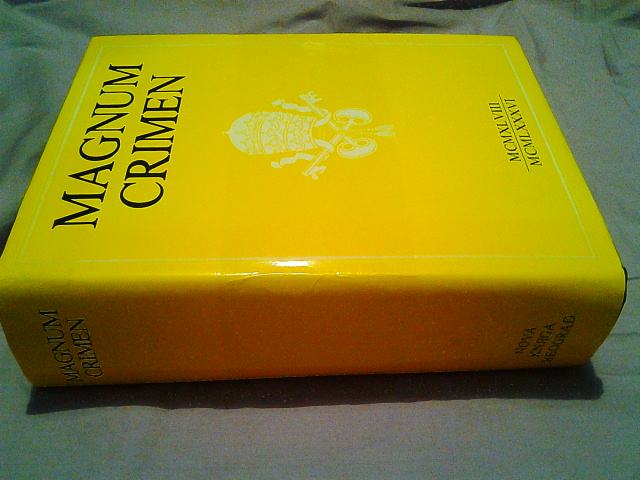 MAGNUM
CRIMEN
MCMXLVIII
MCMLXXXVI
MAGNUM
CRIMEN
NOVA
KNJIGA
BEOGRAD